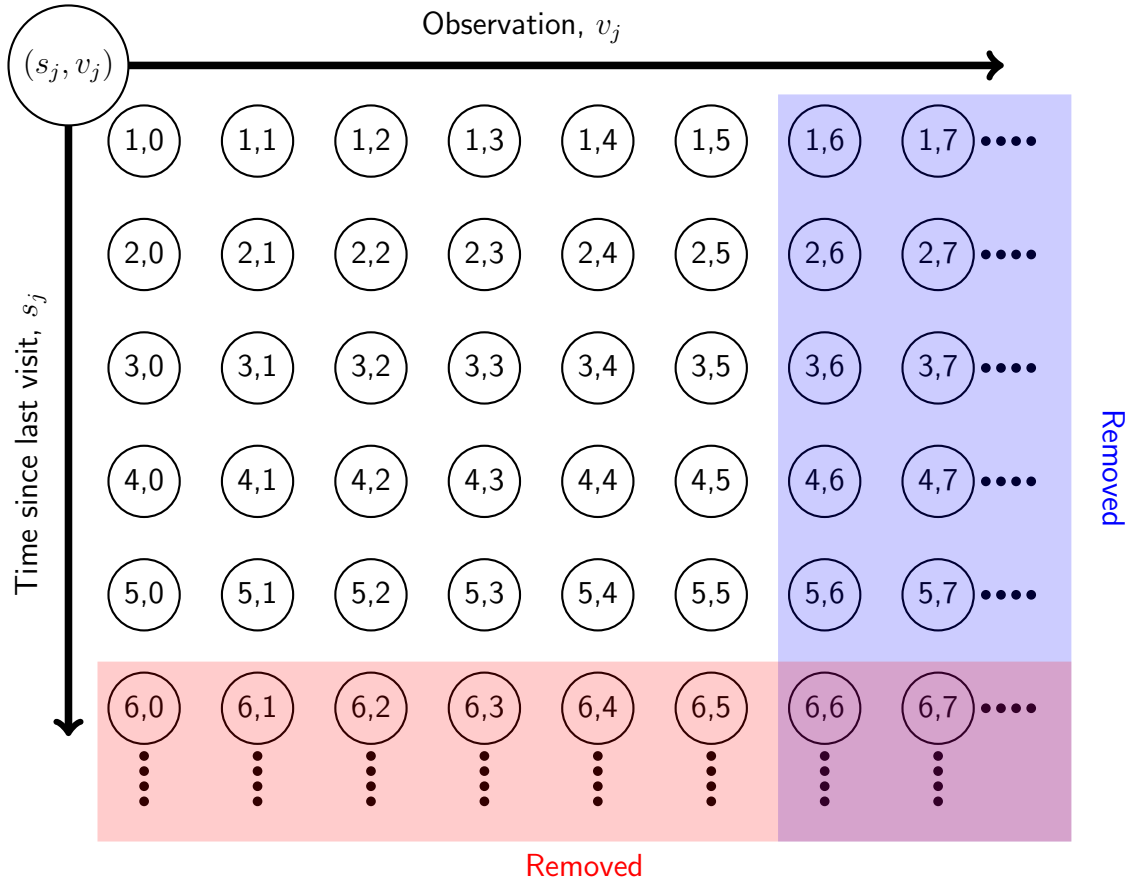 Observation, v_j
(s_j, v_j)
1,0 1,1 1,2 1,3 1,4 1,5 1,6 1,7
2,0 2,1 2,2 2,3 2,4 2,5 2,6 2,7
3,0 3,1 3,2 3,3 3,4 3,5 3,6 3,7
4,0 4,1 4,2 4,3 4,4 4,5 4,6 4,7
5,0 5,1 5,2 5,3 5,4 5,5 5,6 5,7
6,0 6,1 6,2 6,3 6,4 6,5 6,6 6,7
Time since last visit, s_j
Removed
Removed